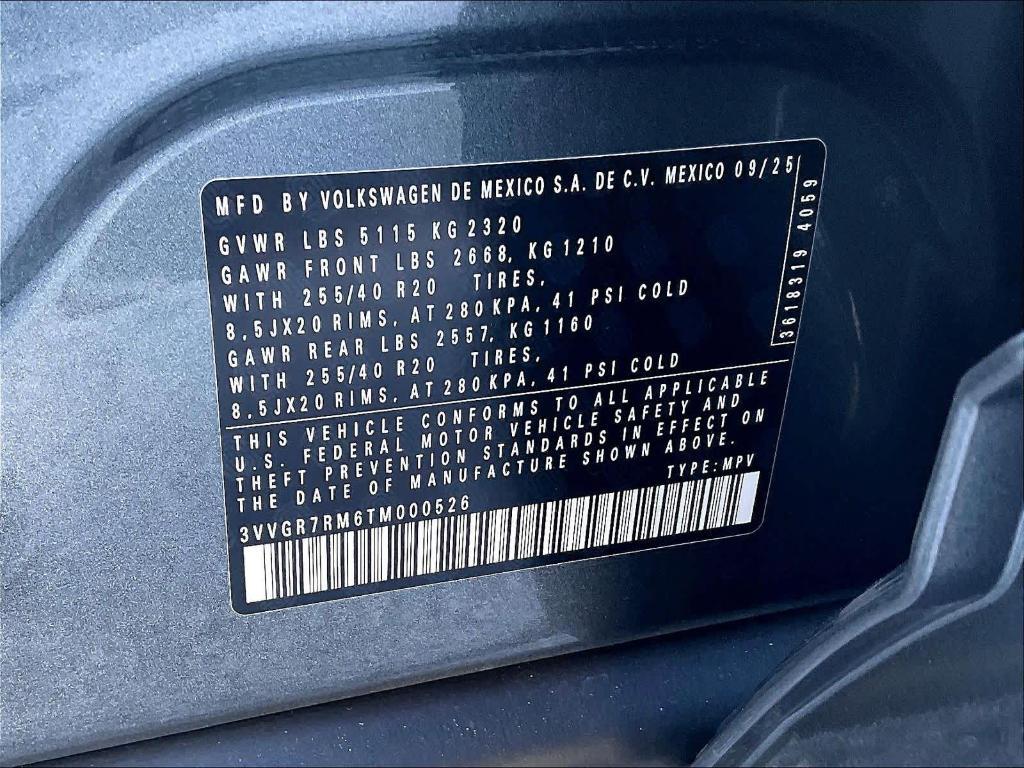 MFD BY VOLKSWAGEN DE MEXICO S.A. DE C.V. MEXICO 09/25
GVWR LBS 5115 KG 2320
GAWR FRONT LBS 2668, KG 1210
WITH 255/40 R20 TIRES,
8,5JX20 RIMS, AT 280 KPA, 41 PSI COLD
GAWR REAR LBS 2557, KG 1160
WITH 255/40 R20 TIRES,
8,5JX20 RIMS, AT 280 KPA, 41 PSI COLD
3618319 4059
THIS VEHICLE CONFORMS TO ALL APPLICABLE
U.S. FEDERAL MOTOR VEHICLE SAFETY AND
THEFT PREVENTION STANDARDS IN EFFECT ON
THE DATE OF MANUFACTURE SHOWN ABOVE.
TYPE: MPV
3VVGR7RM6TM000526